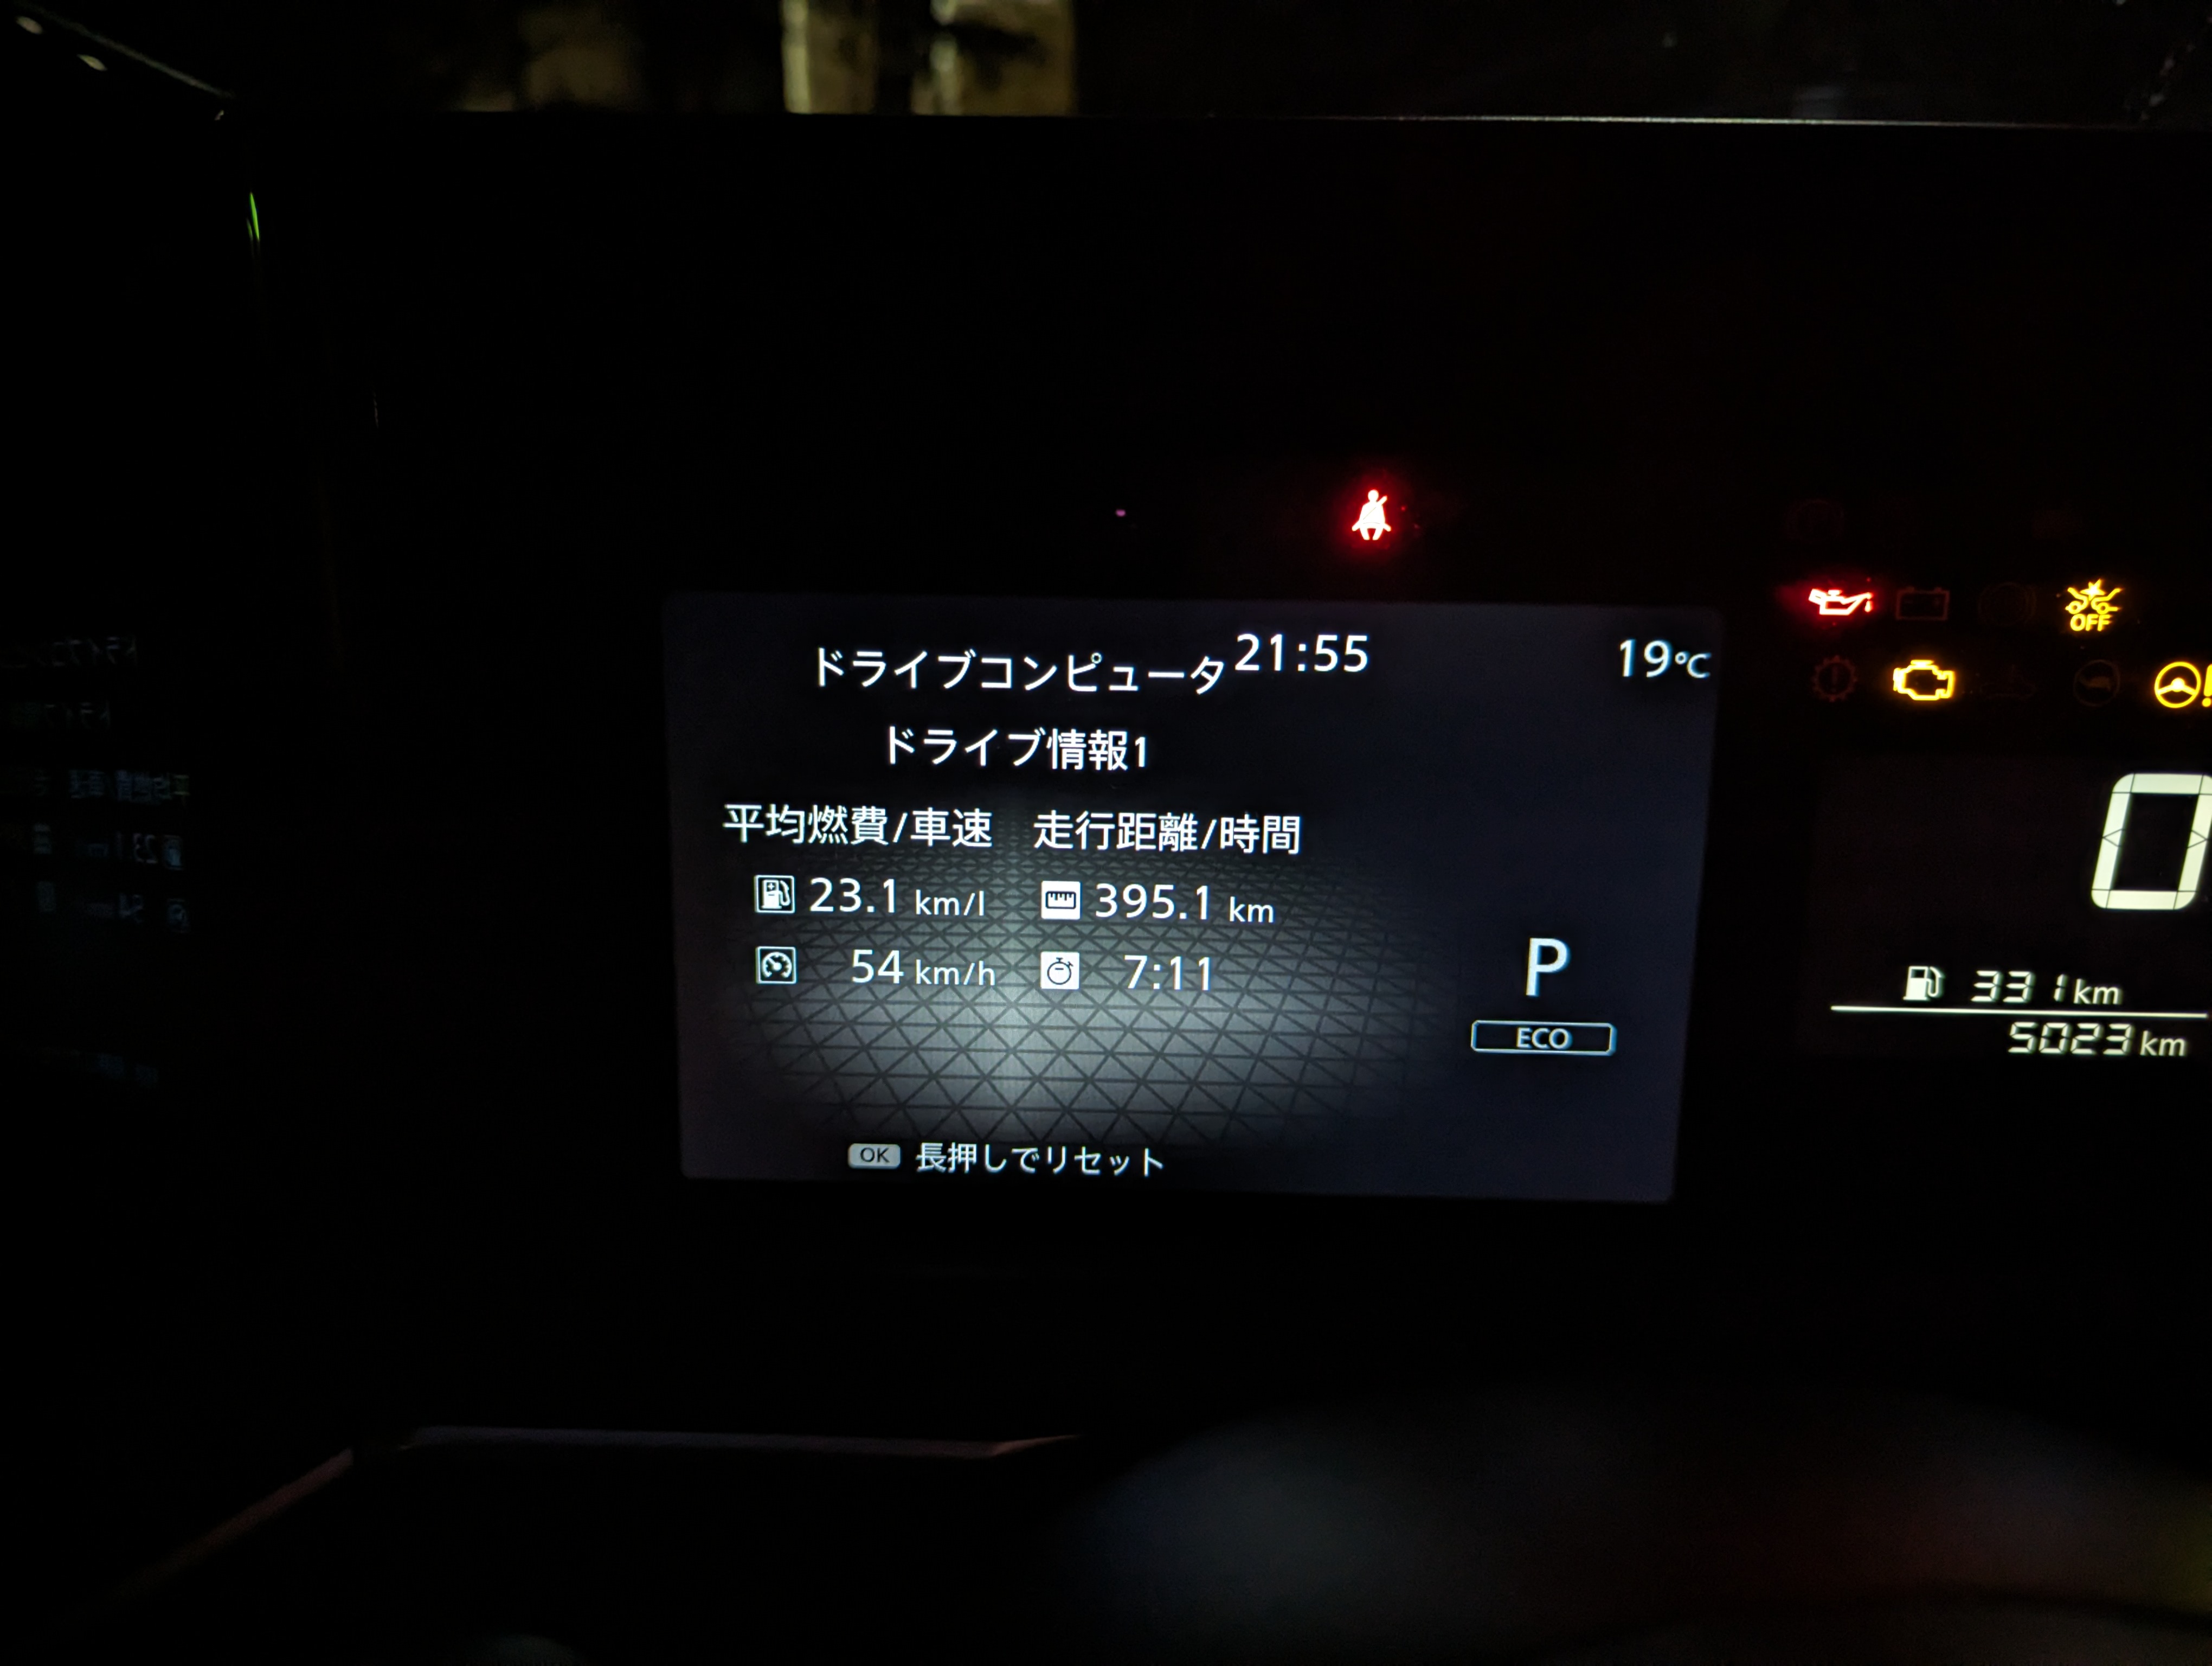 ドライブコンピュータ 21:55 19℃
OFF
ドライブ情報1
平均燃費/車速 走行距離/時間
23.1 km/l 395.1 km
54 km/h 7:11
0
P
331 km
ECO
5023 km
OK 長押しでリセット